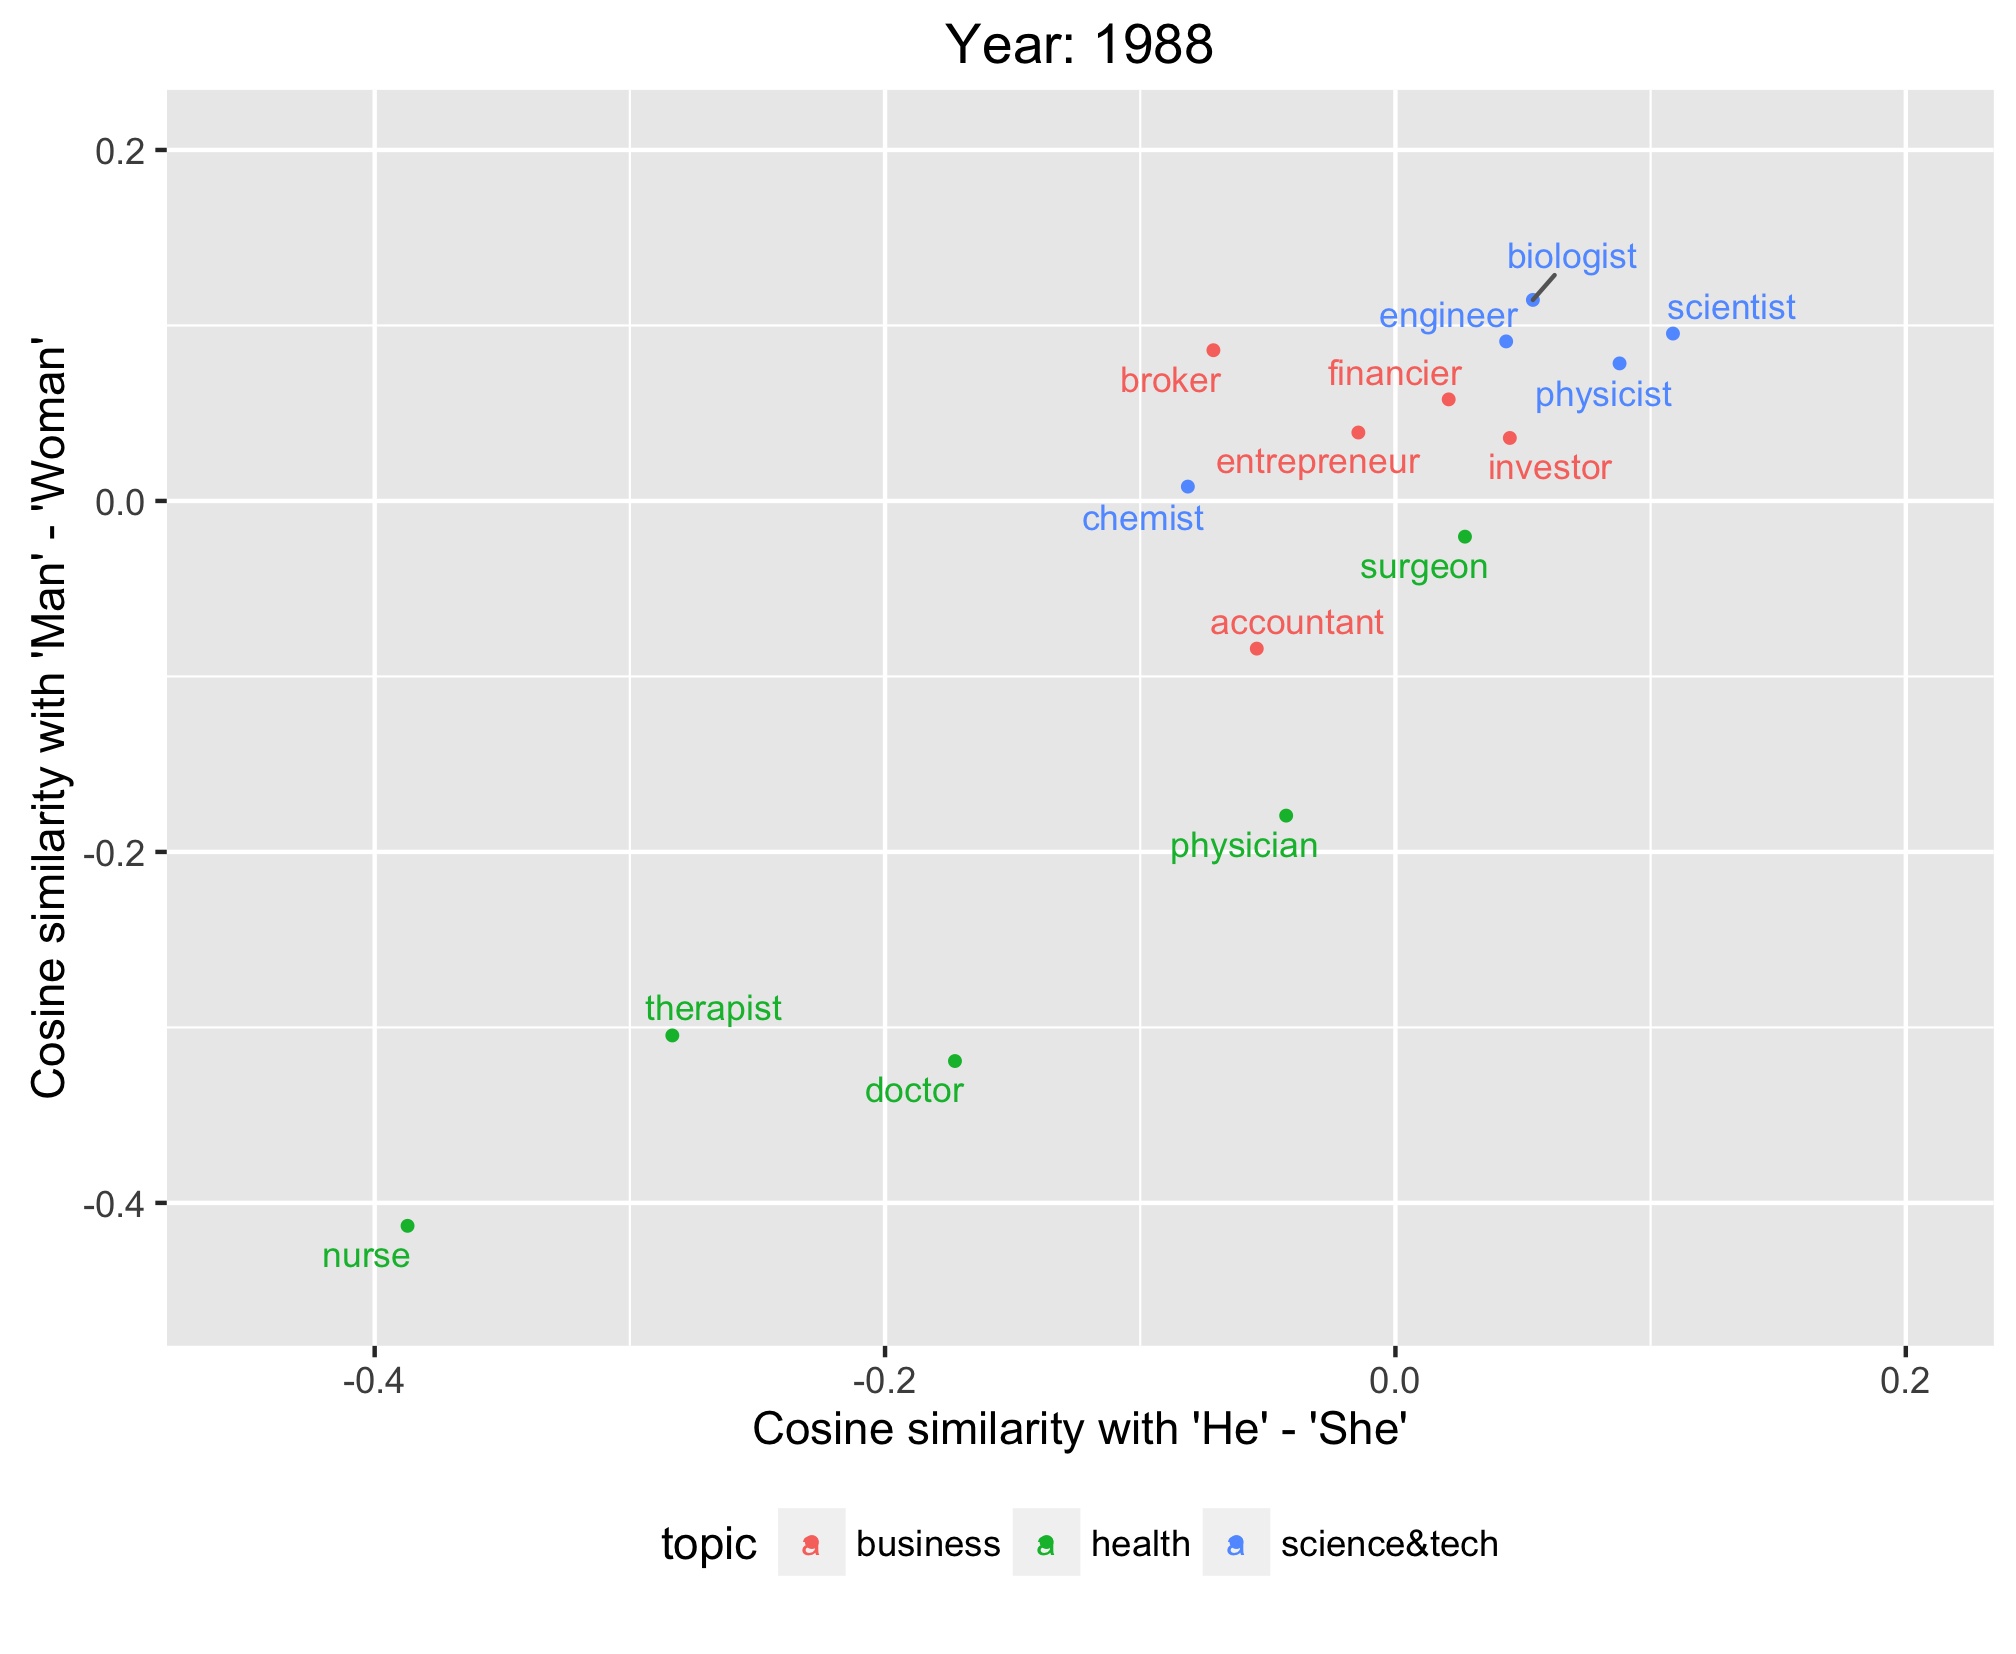 Year: 1988
0.2
0.0
-0.2
-0.4
Cosine similarity with 'Man' - 'Woman'
biologist
scientist
engineer
broker
financier
physicist
entrepreneur
investor
chemist
surgeon
accountant
physician
therapist
doctor
nurse
-0.4 -0.2 0.0 0.2
Cosine similarity with 'He' - 'She'
topic a business a health a science&tech